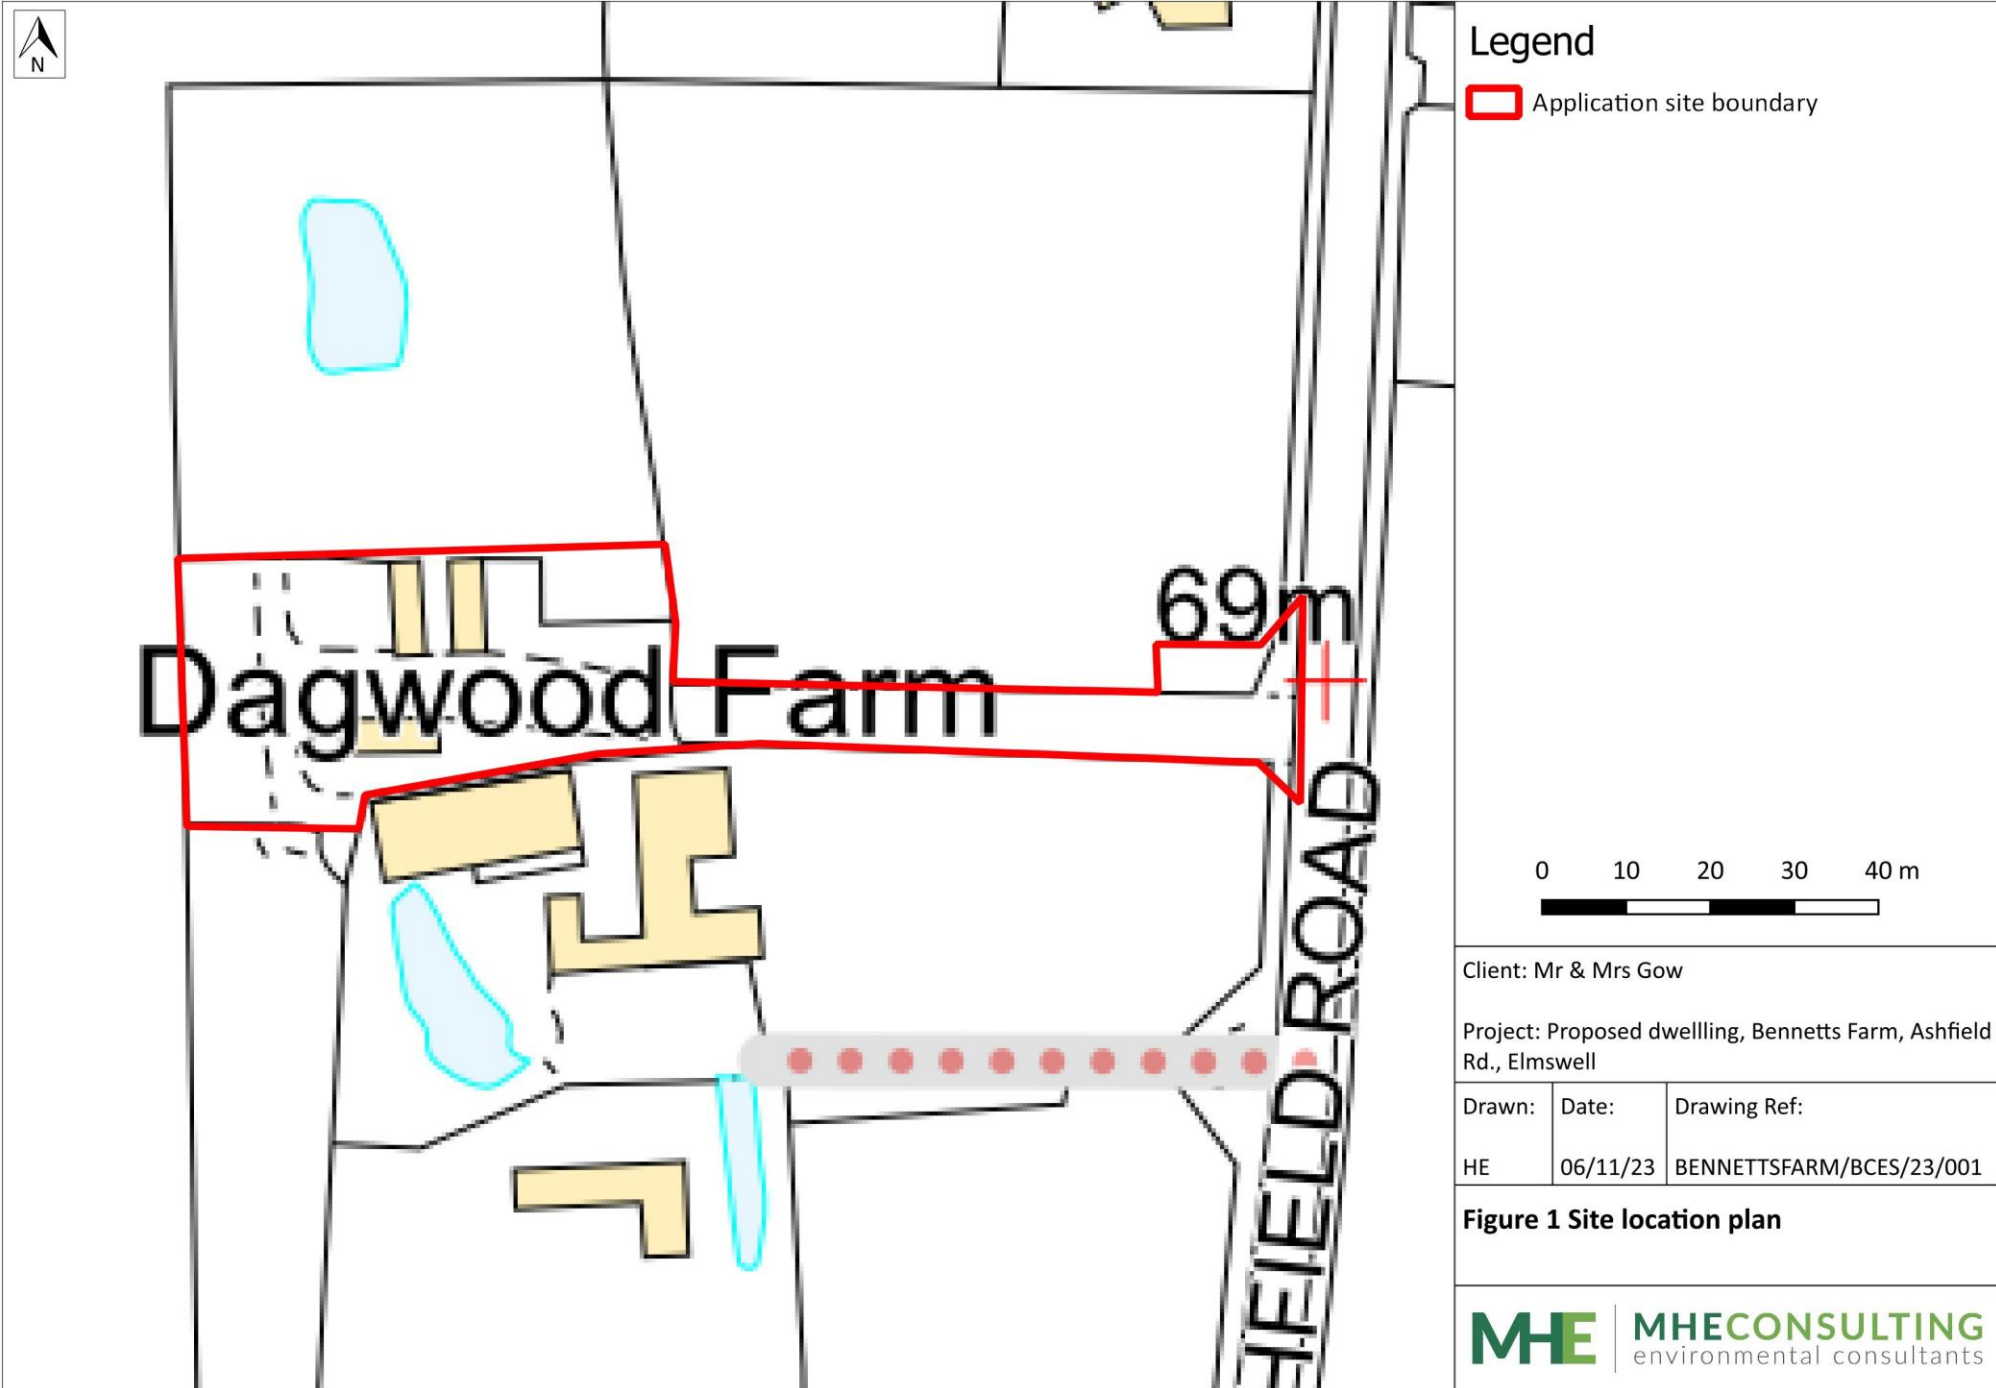 N
Dagwood Farm
69m
HFIELD ROAD
Legend
Application site boundary
0 10 20 30 40 m
Client: Mr & Mrs Gow
Project: Proposed dwellling, Bennetts Farm, Ashfield
Rd., Elmswell
Drawn: Date: Drawing Ref:
HE 06/11/23 BENNETTSFARM/BCES/23/001
Figure 1 Site location plan
MHE MHECONSULTING
environmental consultants